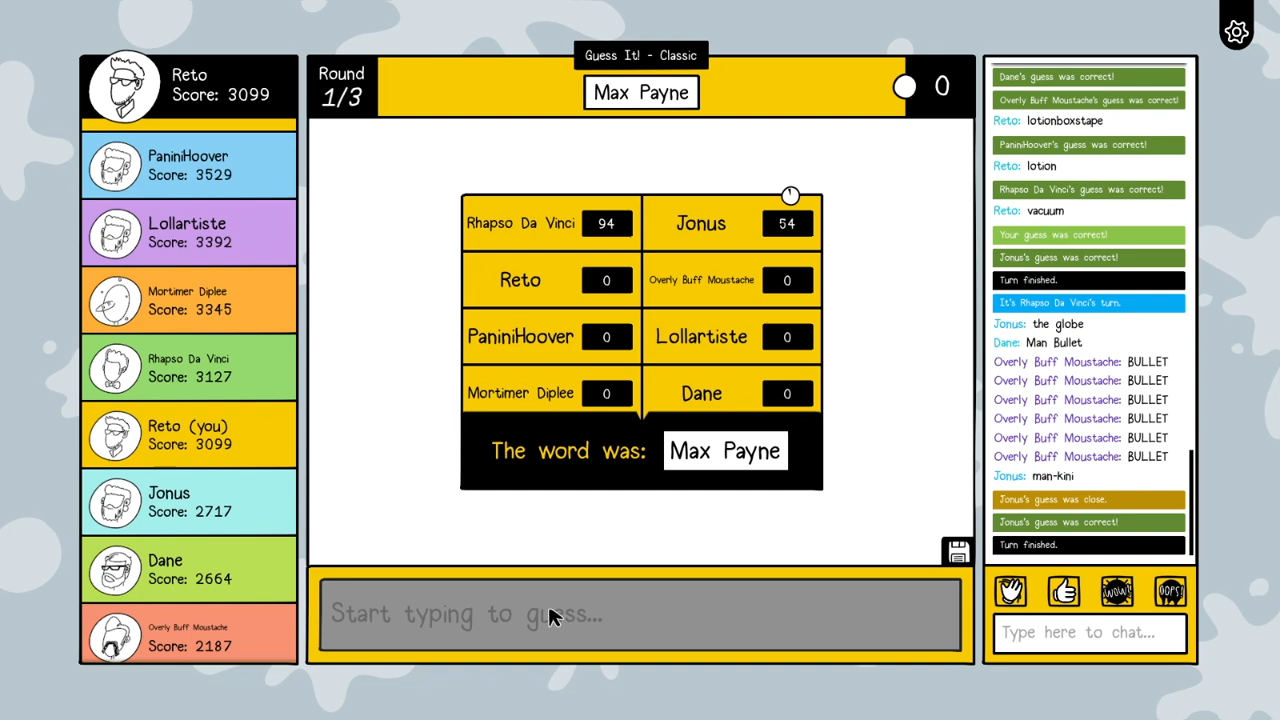 Reto
Score: 3099
PaniniHoover
Score: 3529
Lollartiste
Score: 3392
Mortimer Diplee
Score: 3345
Rhapso Da Vinci
Score: 3127
Reto (you)
Score: 3099
Jonus
Score: 2717
Dane
Score: 2664
Overly Buff Moustache
Score: 2187
Round
1/3
Guess It! - Classic
Max Payne
0
Rhapso Da Vinci 94
Jonus 54
Reto 0
Overly Buff Moustache 0
PaniniHoover 0
Lollartiste 0
Mortimer Diplee 0
Dane 0
The word was: Max Payne
Start typing to guess...
Dane's guess was correct!
Overly Buff Moustache's guess was correct!
Reto: lotionboxstape
PaniniHoover's guess was correct!
Reto: lotion
Rhapso Da Vinci's guess was correct!
Reto: vacuum
Your guess was correct!
Jonus's guess was correct!
Turn finished.
It's Rhapso Da Vinci's turn.
Jonus: the globe
Dane: Man Bullet
Overly Buff Moustache: BULLET
Overly Buff Moustache: BULLET
Overly Buff Moustache: BULLET
Overly Buff Moustache: BULLET
Overly Buff Moustache: BULLET
Overly Buff Moustache: BULLET
Jonus: man-kini
Jonus's guess was close.
Jonus's guess was correct!
Turn finished.
WOW!
OOPS!
Type here to chat...